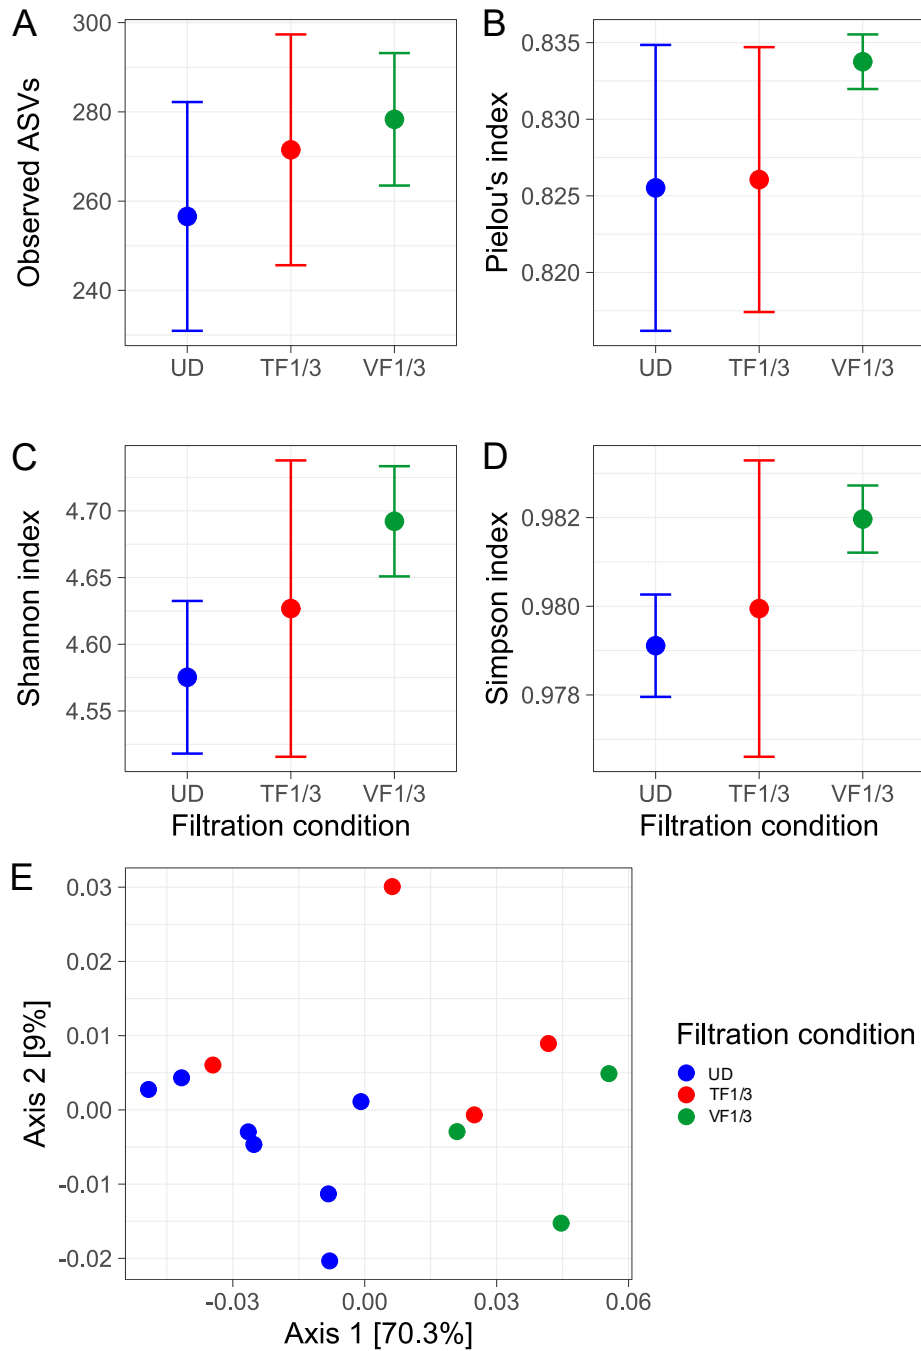 A
Observed ASVs
300
280
260
240
UD TF1/3 VF1/3
B
Pielou's index
0.835
0.830
0.825
0.820
UD TF1/3 VF1/3
C
Shannon index
4.70
4.65
4.60
4.55
UD TF1/3 VF1/3
Filtration condition
D
Simpson index
0.982
0.980
0.978
UD TF1/3 VF1/3
Filtration condition
E
Axis 2 [9%]
0.03
0.02
0.01
0.00
-0.01
-0.02
-0.03 0.00 0.03 0.06
Axis 1 [70.3%]
Filtration condition
UD
TF1/3
VF1/3